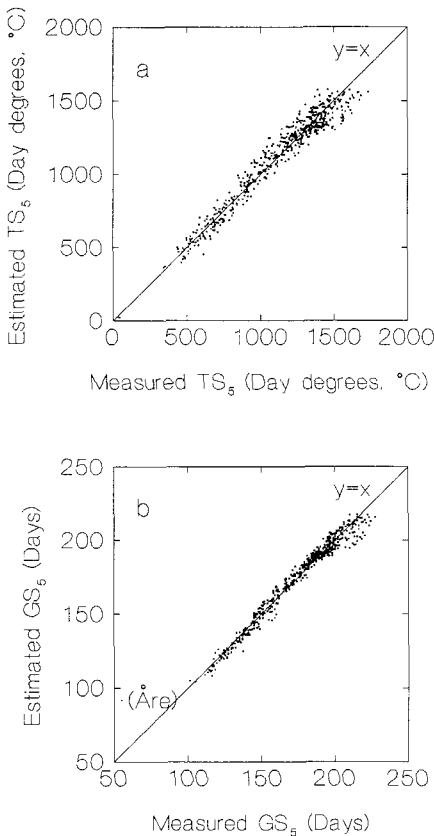 a
y=x
2000
1500
1000
500
0
0 500 1000 1500 2000
Estimated TS₅ (Day degrees, °C)
Measured TS₅ (Day degrees, °C)
b
y=x
250
200
150
100
50
(Åre)
50 100 150 200 250
Estimated GS₅ (Days)
Measured GS₅ (Days)